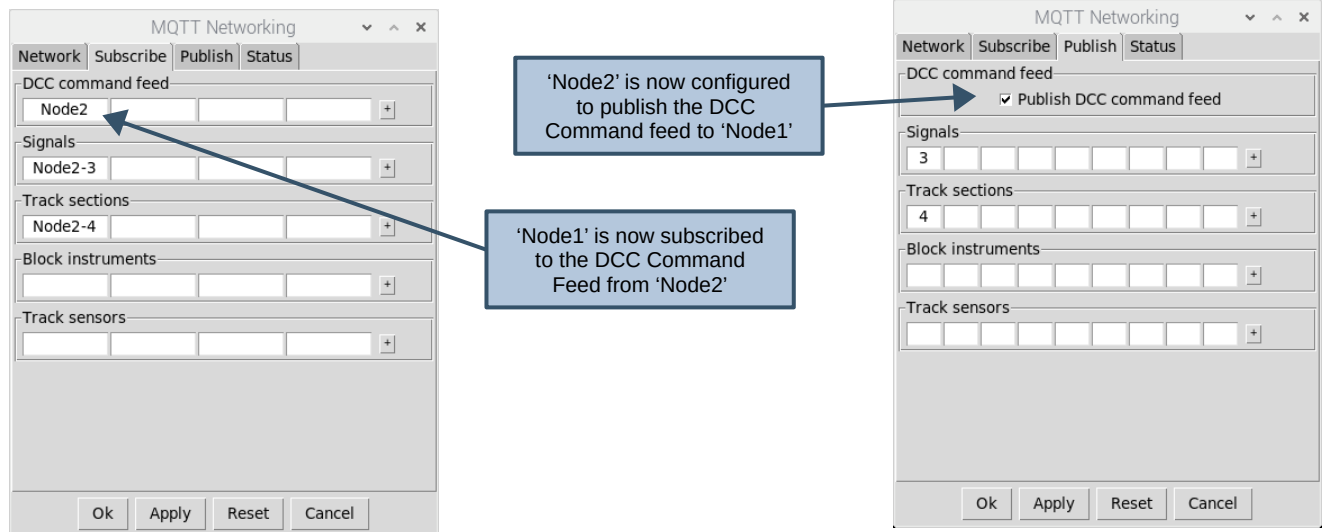 MQTT Networking
Network Subscribe Publish Status
DCC command feed
Node2
+
Signals
Node2-3
+
Track sections
Node2-4
+
Block instruments
+
Track sensors
+
Ok Apply Reset Cancel
‘Node2’ is now configured
to publish the DCC
Command feed to ‘Node1’
‘Node1’ is now subscribed
to the DCC Command
Feed from ‘Node2’
MQTT Networking
Network Subscribe Publish Status
DCC command feed
Publish DCC command feed
Signals
3
+
Track sections
4
+
Block instruments
+
Track sensors
+
Ok Apply Reset Cancel